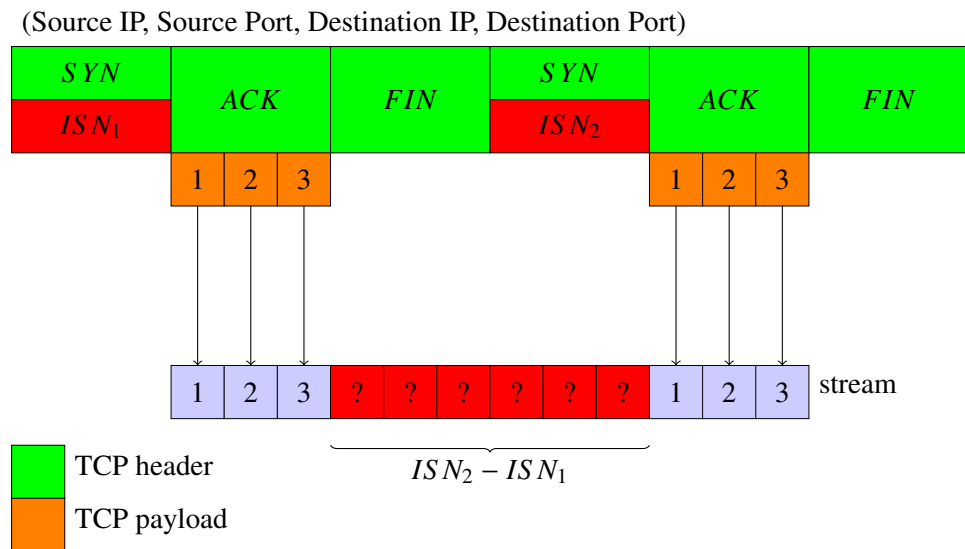 (Source IP, Source Port, Destination IP, Destination Port)
SYN ACK FIN SYN ACK FIN
ISN₁ ISN₂
1 2 3 1 2 3
1 2 3 ? ? ? ? ? ? 1 2 3 stream
ISN₂ − ISN₁
TCP header
TCP payload